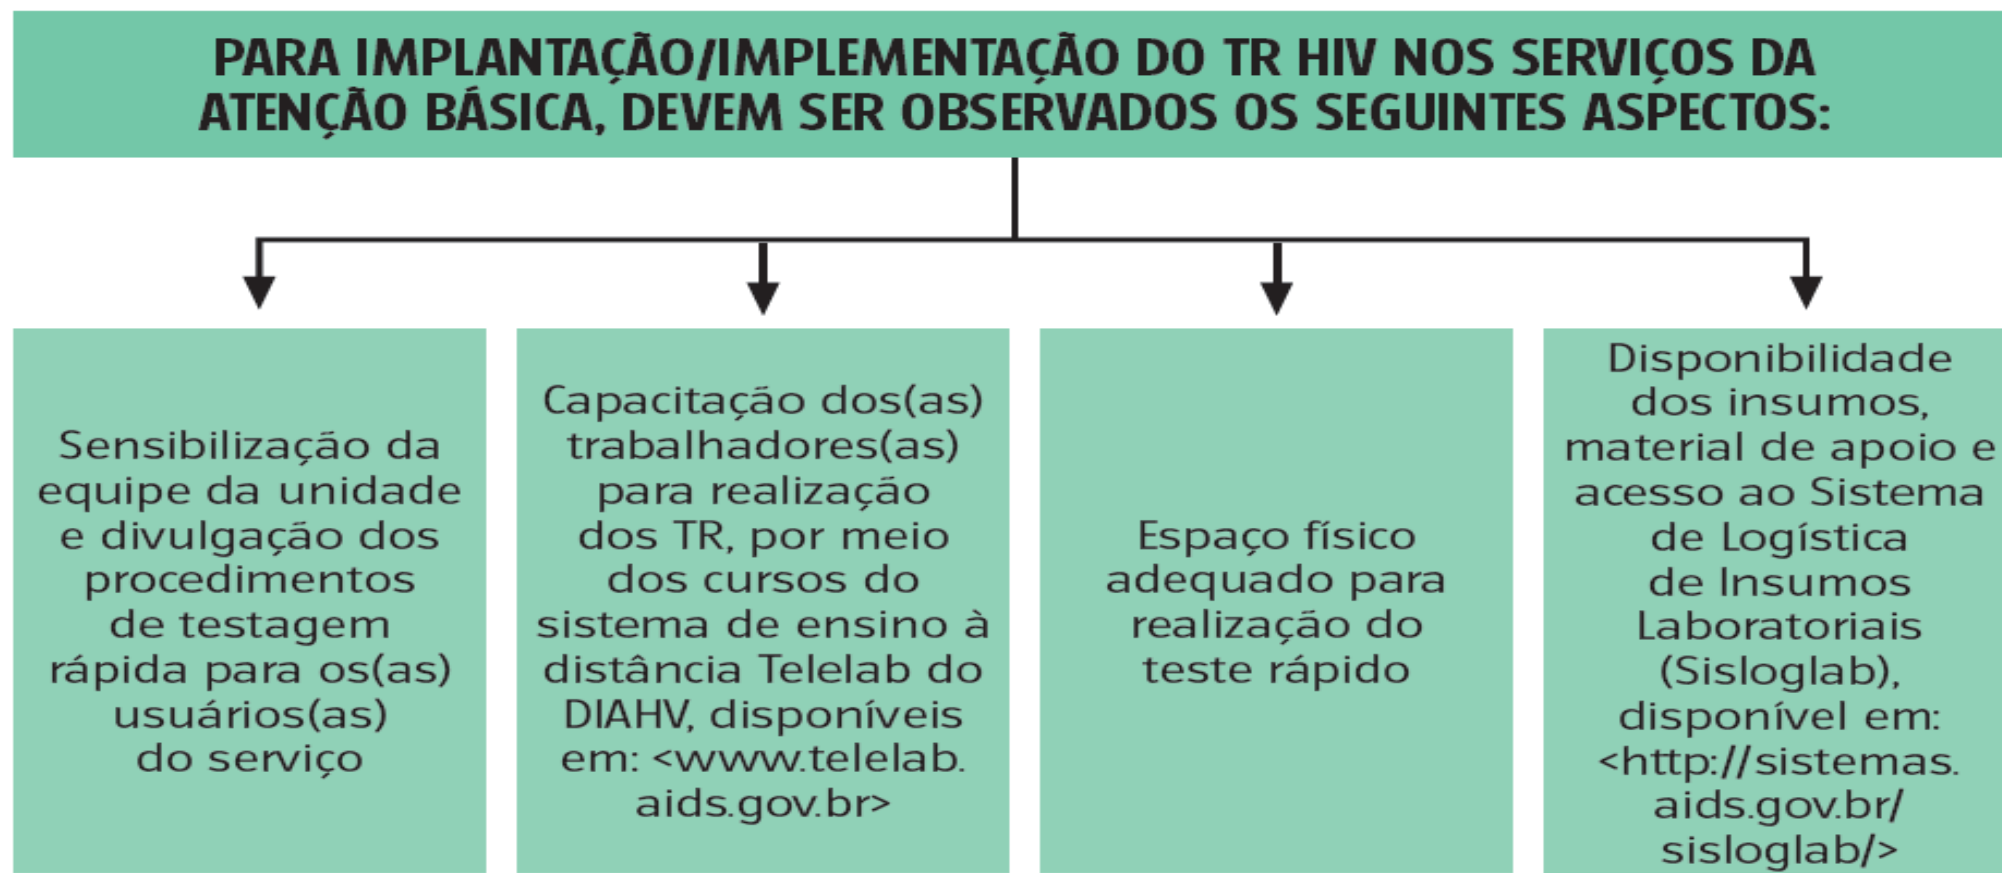 PARA IMPLANTAÇÃO/IMPLEMENTAÇÃO DO TR HIV NOS SERVIÇOS DA
ATENÇÃO BÁSICA, DEVEM SER OBSERVADOS OS SEGUINTES ASPECTOS:
Sensibilização da
equipe da unidade
e divulgação dos
procedimentos
de testagem
rápida para os(as)
usuários(as)
do serviço
Capacitação dos(as)
trabalhadores(as)
para realização
dos TR, por meio
dos cursos do
sistema de ensino à
distância Telelab do
DIAHV, disponíveis
em: <www.telelab.
aids.gov.br>
Espaço físico
adequado para
realização do
teste rápido
Disponibilidade
dos insumos,
material de apoio e
acesso ao Sistema
de Logística
de Insumos
Laboratoriais
(Sisloglab),
disponível em:
<http://sistemas.
aids.gov.br/
sisloglab/>